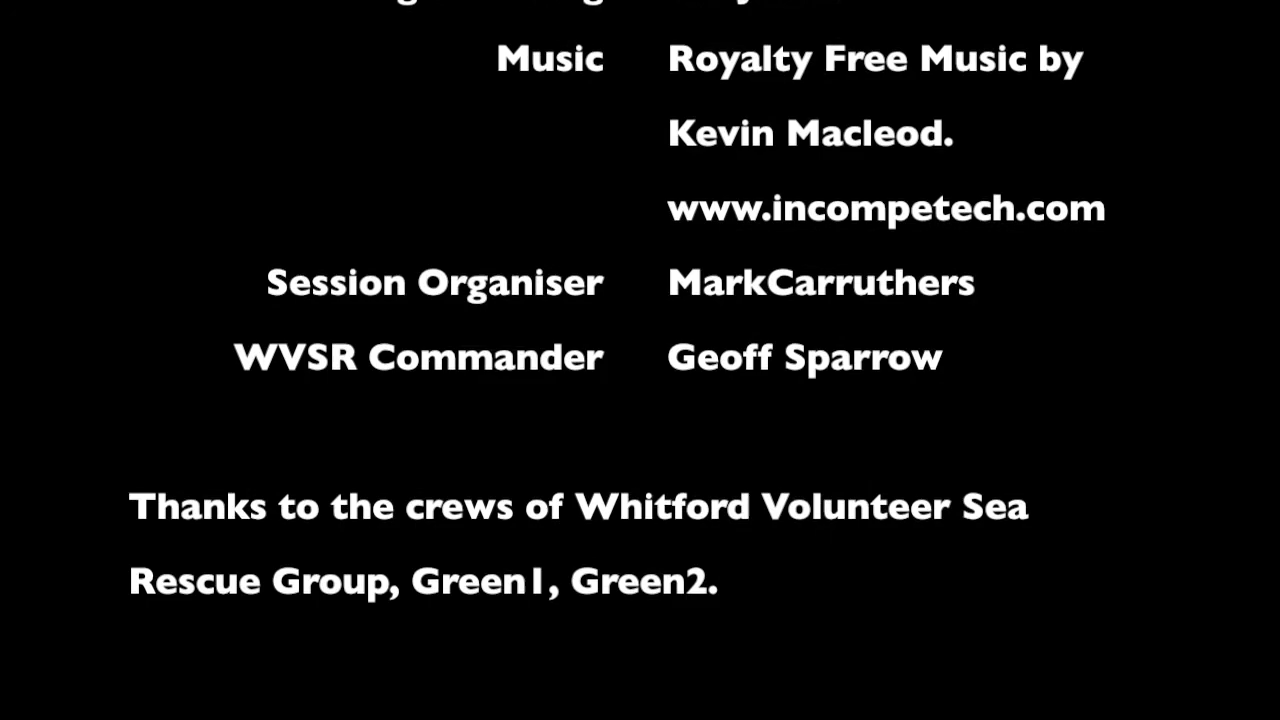 Music Royalty Free Music by
Kevin Macleod.
www.incompetech.com
Session Organiser MarkCarruthers
WVSR Commander Geoff Sparrow
Thanks to the crews of Whitford Volunteer Sea
Rescue Group, Green1, Green2.